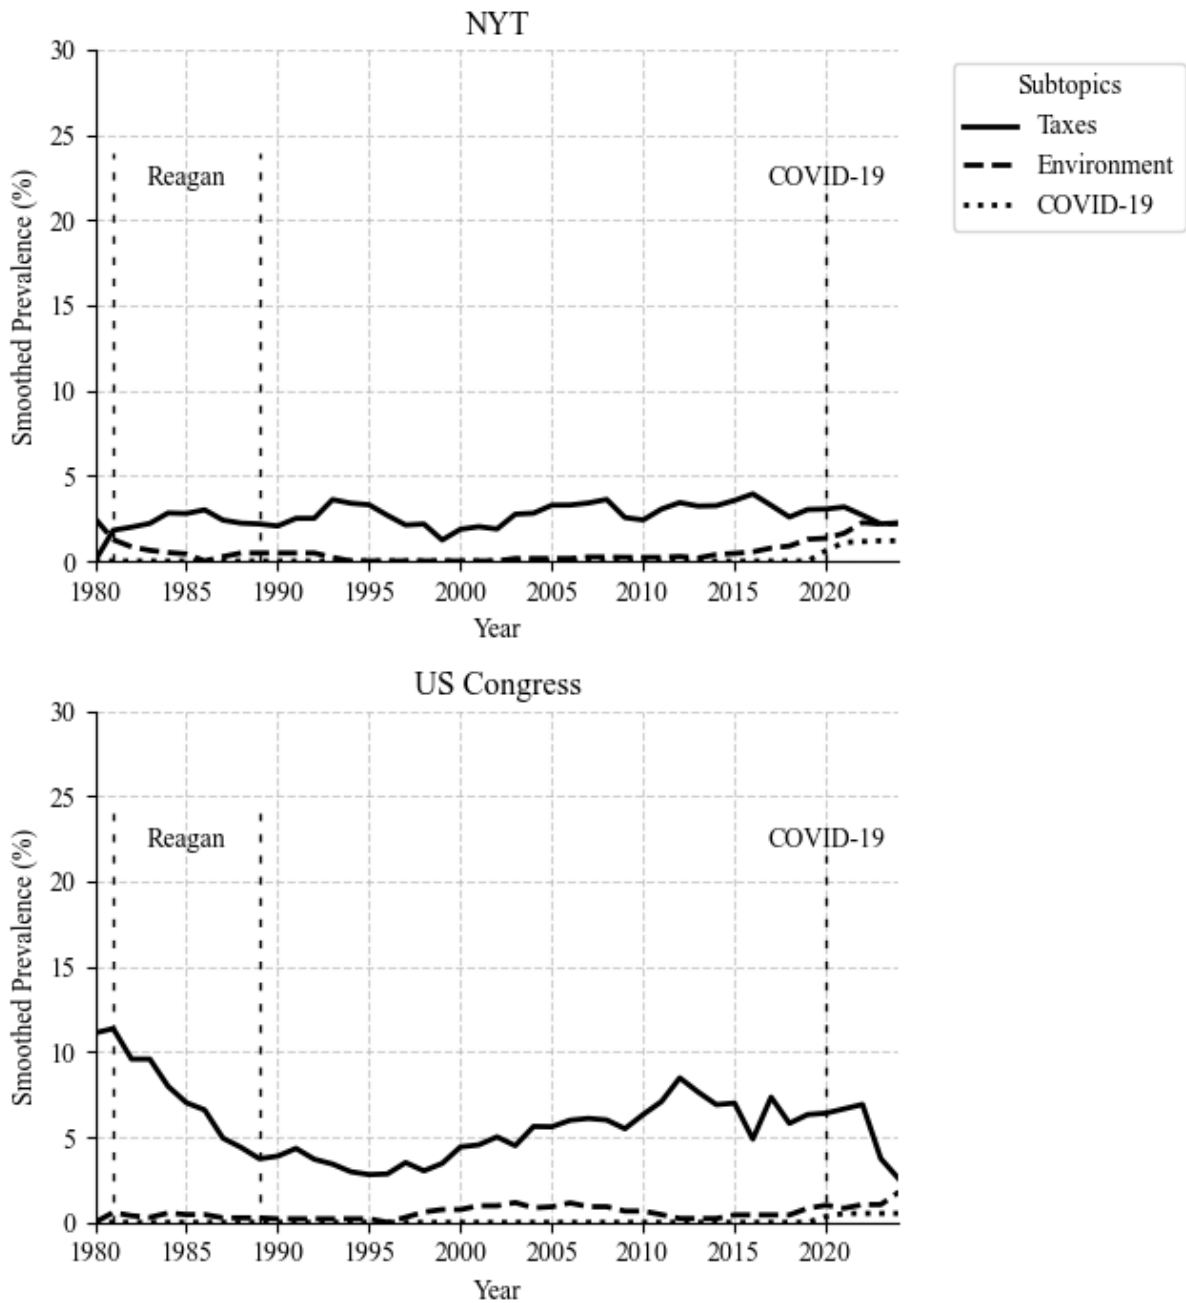 NYT
30
25
20
15
10
5
0
Smoothed Prevalence (%)
Reagan
COVID-19
1980 1985 1990 1995 2000 2005 2010 2015 2020
Year
Subtopics
Taxes
Environment
COVID-19
US Congress
30
25
20
15
10
5
0
Smoothed Prevalence (%)
Reagan
COVID-19
1980 1985 1990 1995 2000 2005 2010 2015 2020
Year